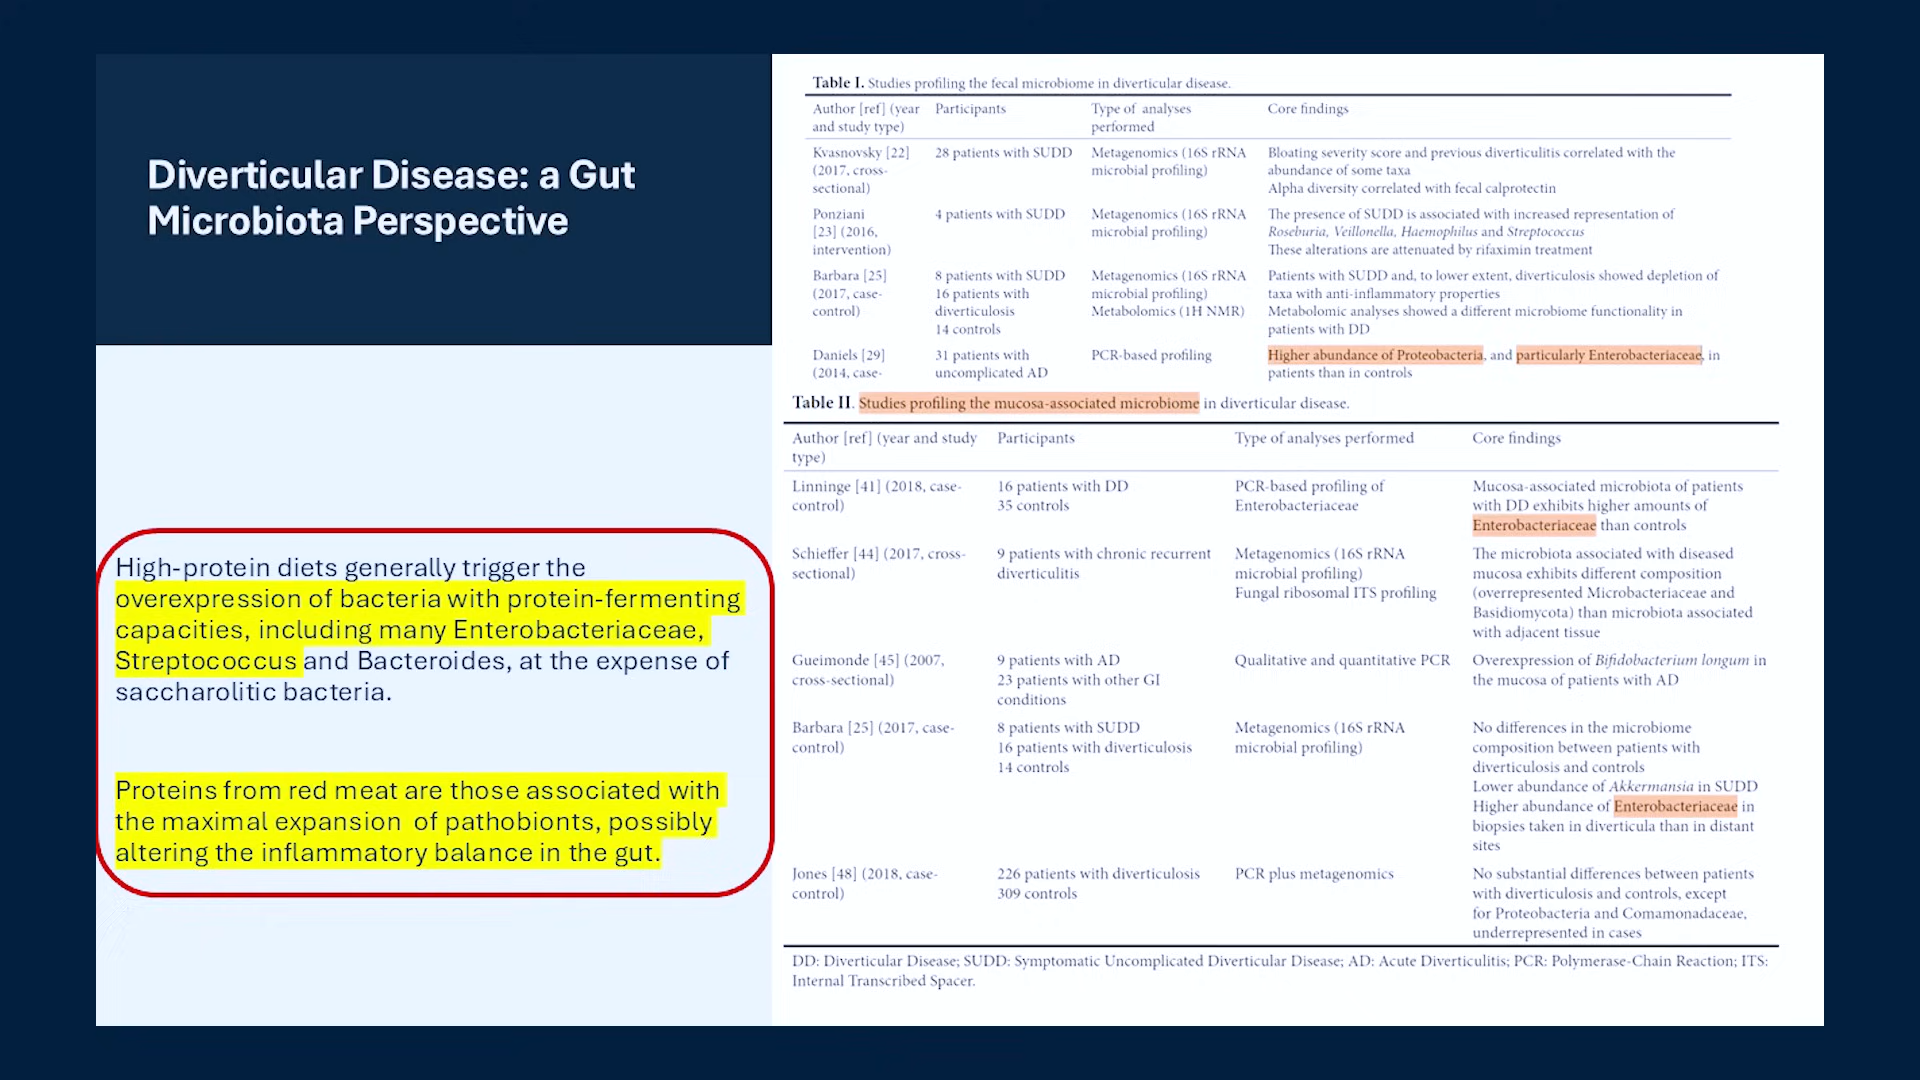 Diverticular Disease: a Gut
Microbiota Perspective
High-protein diets generally trigger the
overexpression of bacteria with protein-fermenting
capacities, including many Enterobacteriaceae,
Streptococcus and Bacteroides, at the expense of
saccharolitic bacteria.
Proteins from red meat are those associated with
the maximal expansion of pathobionts, possibly
altering the inflammatory balance in the gut.
Table I. Studies profiling the fecal microbiome in diverticular disease.
Author [ref] (year Participants Type of analyses Core findings
and study type) performed
Kvasnovsky [22] 28 patients with SUDD Metagenomics (16S rRNA Bloating severity score and previous diverticulitis correlated with the
(2017, cross- microbial profiling) abundance of some taxa
sectional) Alpha diversity correlated with fecal calprotectin
Ponziani 4 patients with SUDD Metagenomics (16S rRNA The presence of SUDD is associated with increased representation of
[23] (2016, microbial profiling) Roseburia, Veillonella, Haemophilus and Streptococcus
intervention) These alterations are attenuated by rifaximin treatment
Barbara [25] 8 patients with SUDD Metagenomics (16S rRNA Patients with SUDD and, to lower extent, diverticulosis showed depletion of
(2017, case- 16 patients with microbial profiling) taxa with anti-inflammatory properties
control) diverticulosis Metabolomics (1H NMR) Metabolomic analyses showed a different microbiome functionality in
14 controls patients with DD
Daniels [29] 31 patients with PCR-based profiling Higher abundance of Proteobacteria, and particularly Enterobacteriaceae, in
(2014, case- uncomplicated AD patients than in controls
Table II. Studies profiling the mucosa-associated microbiome in diverticular disease.
Author [ref] (year and study Participants Type of analyses performed Core findings
type)
Linninge [41] (2018, case- 16 patients with DD PCR-based profiling of Mucosa-associated microbiota of patients
control) 35 controls Enterobacteriaceae with DD exhibits higher amounts of
Enterobacteriaceae than controls
Schieffer [44] (2017, cross- 9 patients with chronic recurrent Metagenomics (16S rRNA The microbiota associated with diseased
sectional) diverticulitis microbial profiling) mucosa exhibits different composition
Fungal ribosomal ITS profiling (overrepresented Microbacteriaceae and
Basidiomycota) than microbiota associated
with adjacent tissue
Gueimonde [45] (2007, 9 patients with AD Qualitative and quantitative PCR Overexpression of Bifidobacterium longum in
cross-sectional) 23 patients with other GI the mucosa of patients with AD
conditions
Barbara [25] (2017, case- 8 patients with SUDD Metagenomics (16S rRNA No differences in the microbiome
control) 16 patients with diverticulosis microbial profiling) composition between patients with
14 controls diverticulosis and controls
Lower abundance of Akkermansia in SUDD
Higher abundance of Enterobacteriaceae in
biopsies taken in diverticula than in distant
sites
Jones [48] (2018, case- 226 patients with diverticulosis PCR plus metagenomics No substantial differences between patients
control) 309 controls with diverticulosis and controls, except
for Proteobacteria and Comamonadaceae,
underrepresented in cases
DD: Diverticular Disease; SUDD: Symptomatic Uncomplicated Diverticular Disease; AD: Acute Diverticulitis; PCR: Polymerase-Chain Reaction; ITS:
Internal Transcribed Spacer.